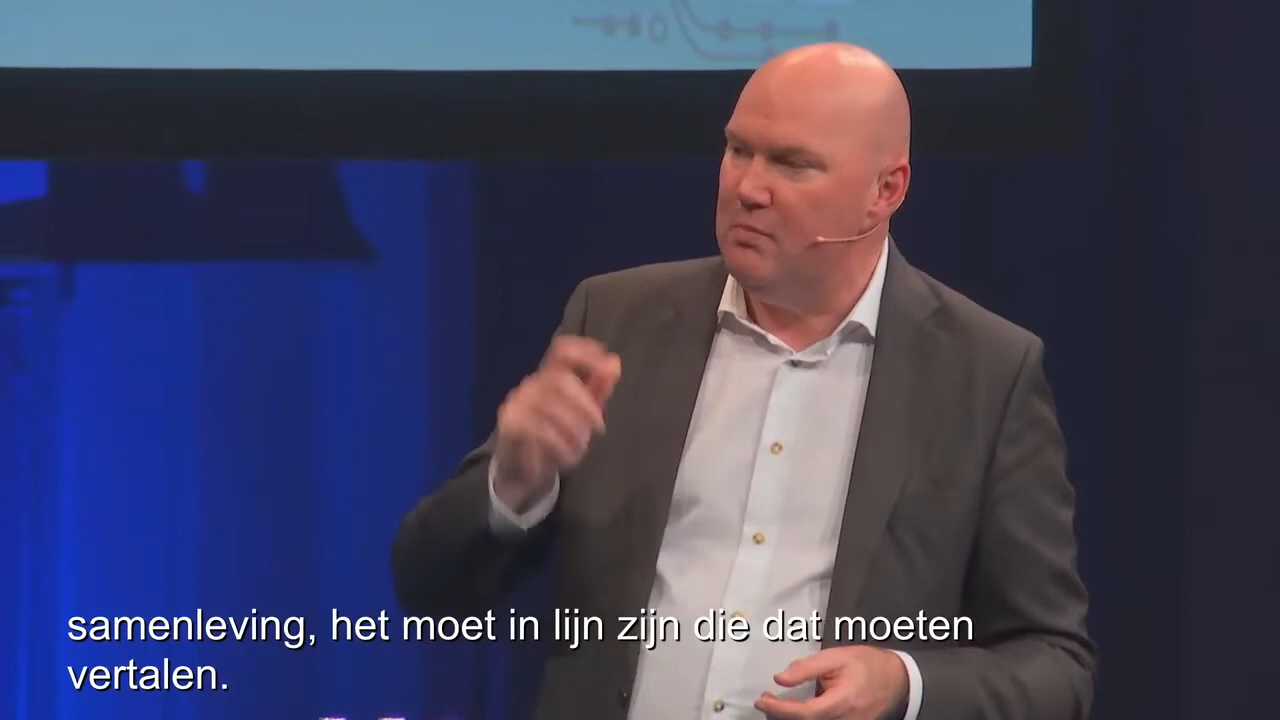 samenleving, het moet in lijn zijn die dat moeten
vertalen.